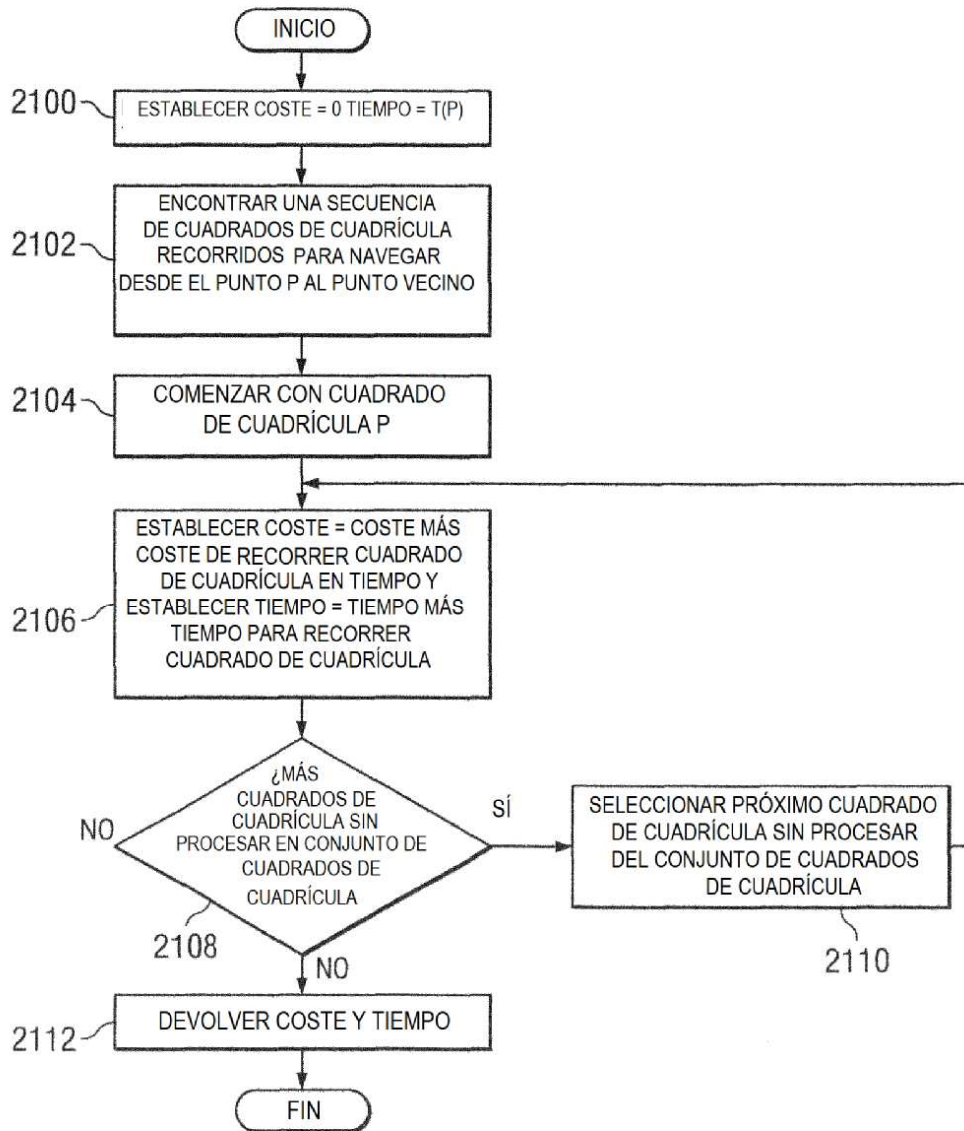 INICIO
2100
ESTABLECER COSTE = 0 TIEMPO = T(P)
2102
ENCONTRAR UNA SECUENCIA
DE CUADRADOS DE CUADRÍCULA
RECORRIDOS PARA NAVEGAR
DESDE EL PUNTO P AL PUNTO VECINO
2104
COMENZAR CON CUADRADO
DE CUADRÍCULA P
2106
ESTABLECER COSTE = COSTE MÁS
COSTE DE RECORRER CUADRADO
DE CUADRÍCULA EN TIEMPO Y
ESTABLECER TIEMPO = TIEMPO MÁS
TIEMPO PARA RECORRER
CUADRADO DE CUADRÍCULA
NO
¿MÁS
CUADRADOS DE
CUADRÍCULA SIN
PROCESAR EN CONJUNTO DE
CUADRADOS DE
CUADRÍCULA
2108
SÍ
SELECCIONAR PRÓXIMO CUADRADO
DE CUADRÍCULA SIN PROCESAR
DEL CONJUNTO DE CUADRADOS
DE CUADRÍCULA
2110
NO
2112
DEVOLVER COSTE Y TIEMPO
FIN